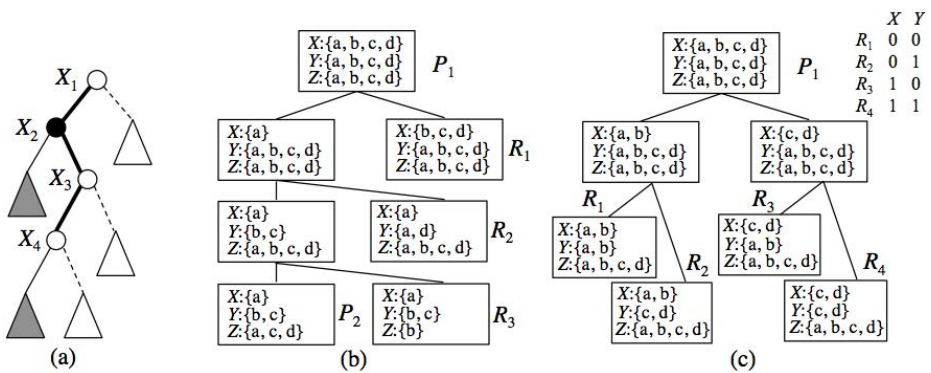 X1
X2
X3
X4
(a)
X:{a, b, c, d}
Y:{a, b, c, d}
Z:{a, b, c, d}
P1
X:{a}
Y:{a, b, c, d}
Z:{a, b, c, d}
X:{b, c, d}
Y:{a, b, c, d}
Z:{a, b, c, d}
R1
X:{a}
Y:{b, c}
Z:{a, b, c, d}
X:{a}
Y:{a, d}
Z:{a, b, c, d}
R2
X:{a}
Y:{b, c}
Z:{a, c, d}
P2
X:{a}
Y:{b, c}
Z:{b}
R3
(b)
X:{a, b, c, d}
Y:{a, b, c, d}
Z:{a, b, c, d}
P1
X Y
R1 0 0
R2 0 1
R3 1 0
R4 1 1
X:{a, b}
Y:{a, b, c, d}
Z:{a, b, c, d}
X:{c, d}
Y:{a, b, c, d}
Z:{a, b, c, d}
R1
X:{a, b}
Y:{a, b}
Z:{a, b, c, d}
R2
X:{a, b}
Y:{c, d}
Z:{a, b, c, d}
R3
X:{c, d}
Y:{a, b}
Z:{a, b, c, d}
R4
X:{c, d}
Y:{c, d}
Z:{a, b, c, d}
(c)